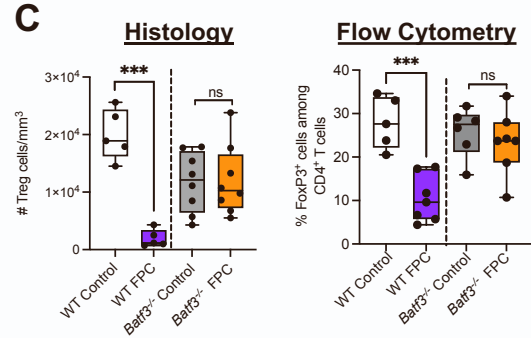 C
Histology
Flow Cytometry
# Treg cells/mm³
3×10⁴
2×10⁴
1×10⁴
0
***
ns
WT Control
WT FPC
Batf3⁻/⁻ Control
Batf3⁻/⁻ FPC
% FoxP3⁺ cells among
CD4⁺ T cells
40
30
20
10
0
***
ns
WT Control
WT FPC
Batf3⁻/⁻ Control
Batf3⁻/⁻ FPC